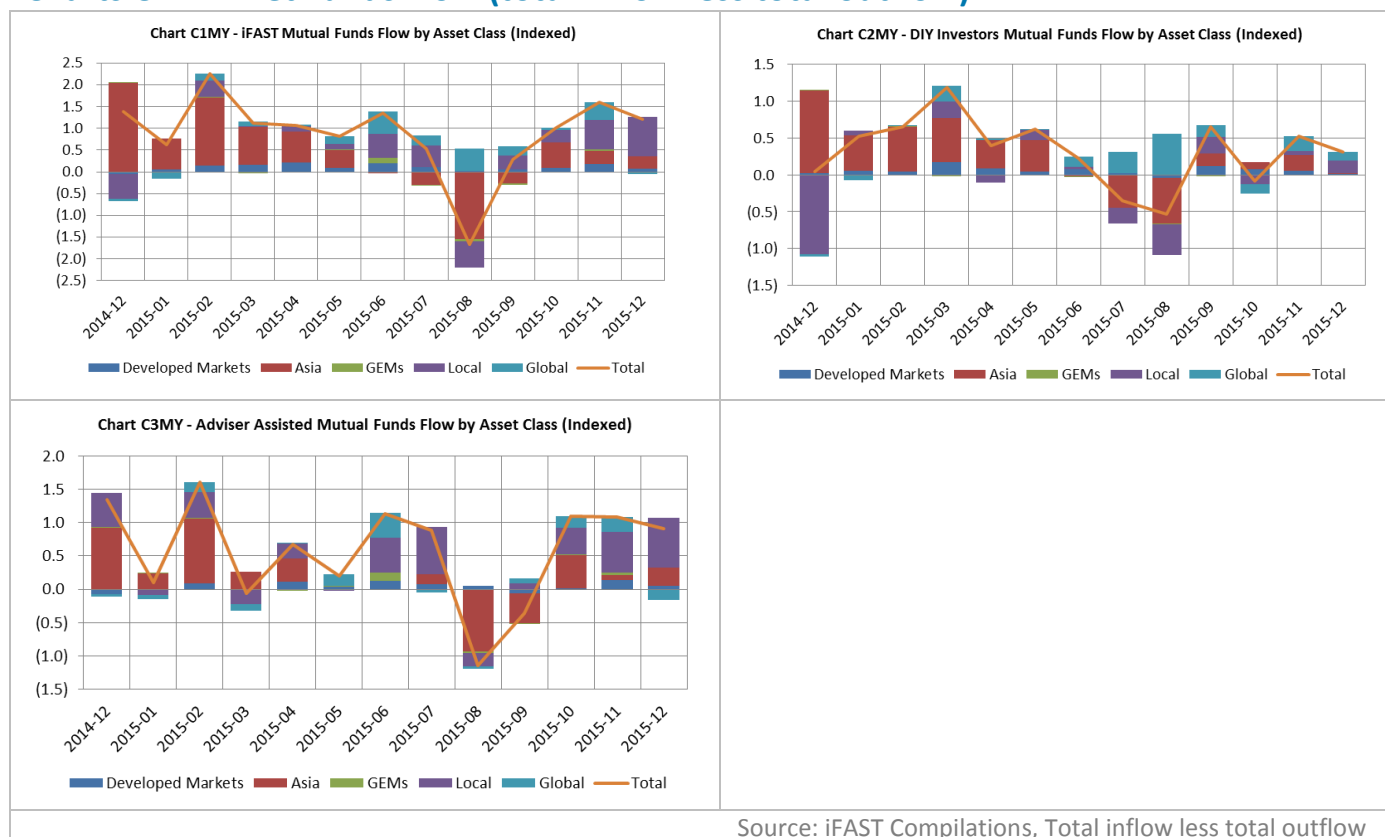 Chart C1MY - iFAST Mutual Funds Flow by Asset Class (Indexed)
2.5
2.0
1.5
1.0
0.5
0.0
(0.5)
(1.0)
(1.5)
(2.0)
(2.5)
2014-12 2015-01 2015-02 2015-03 2015-04 2015-05 2015-06 2015-07 2015-08 2015-09 2015-10 2015-11 2015-12
Developed Markets Asia GEMs Local Global Total
Chart C2MY - DIY Investors Mutual Funds Flow by Asset Class (Indexed)
1.5
1.0
0.5
0.0
(0.5)
(1.0)
(1.5)
2014-12 2015-01 2015-02 2015-03 2015-04 2015-05 2015-06 2015-07 2015-08 2015-09 2015-10 2015-11 2015-12
Developed Markets Asia GEMs Local Global Total
Chart C3MY - Adviser Assisted Mutual Funds Flow by Asset Class (Indexed)
2.0
1.5
1.0
0.5
0.0
(0.5)
(1.0)
(1.5)
2014-12 2015-01 2015-02 2015-03 2015-04 2015-05 2015-06 2015-07 2015-08 2015-09 2015-10 2015-11 2015-12
Developed Markets Asia GEMs Local Global Total
Source: iFAST Compilations, Total inflow less total outflow